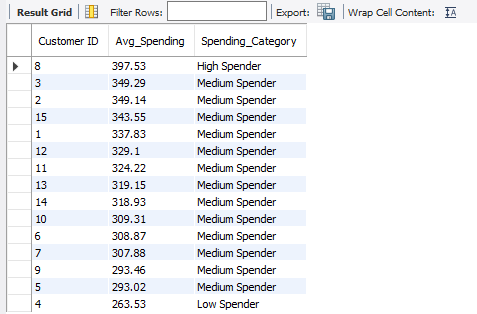 Result Grid Filter Rows: Export: Wrap Cell Content: IA
Customer ID Avg_Spending Spending_Category
8 397.53 High Spender
3 349.29 Medium Spender
2 349.14 Medium Spender
15 343.55 Medium Spender
1 337.83 Medium Spender
12 329.1 Medium Spender
11 324.22 Medium Spender
13 319.15 Medium Spender
14 318.93 Medium Spender
10 309.31 Medium Spender
6 308.87 Medium Spender
7 307.88 Medium Spender
9 293.46 Medium Spender
5 293.02 Medium Spender
4 263.53 Low Spender